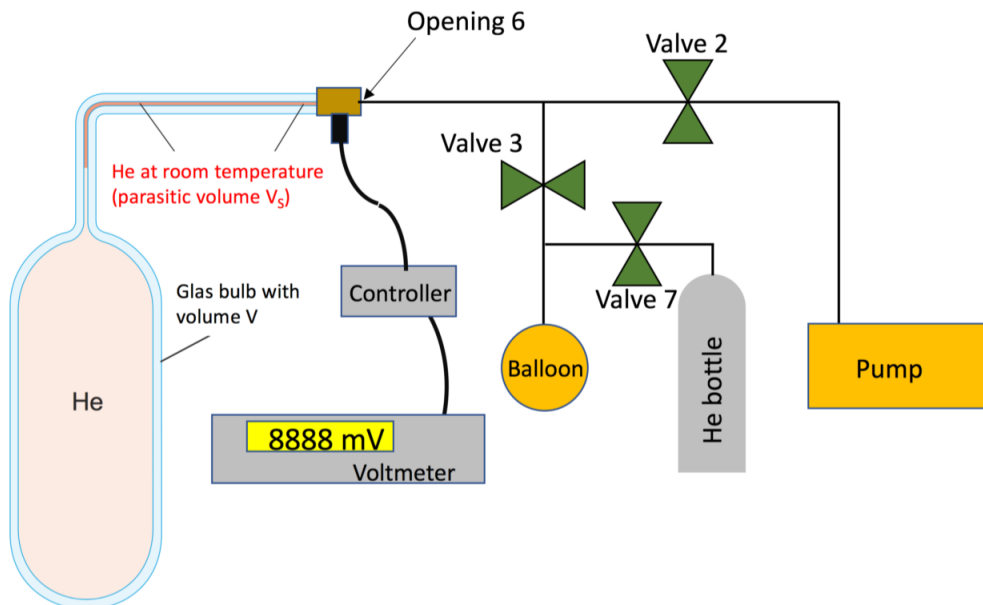 Opening 6
Valve 2
Valve 3
He at room temperature
(parasitic volume VS)
Glas bulb with
volume V
Controller
Valve 7
He
Balloon
He bottle
Pump
8888 mV
Voltmeter